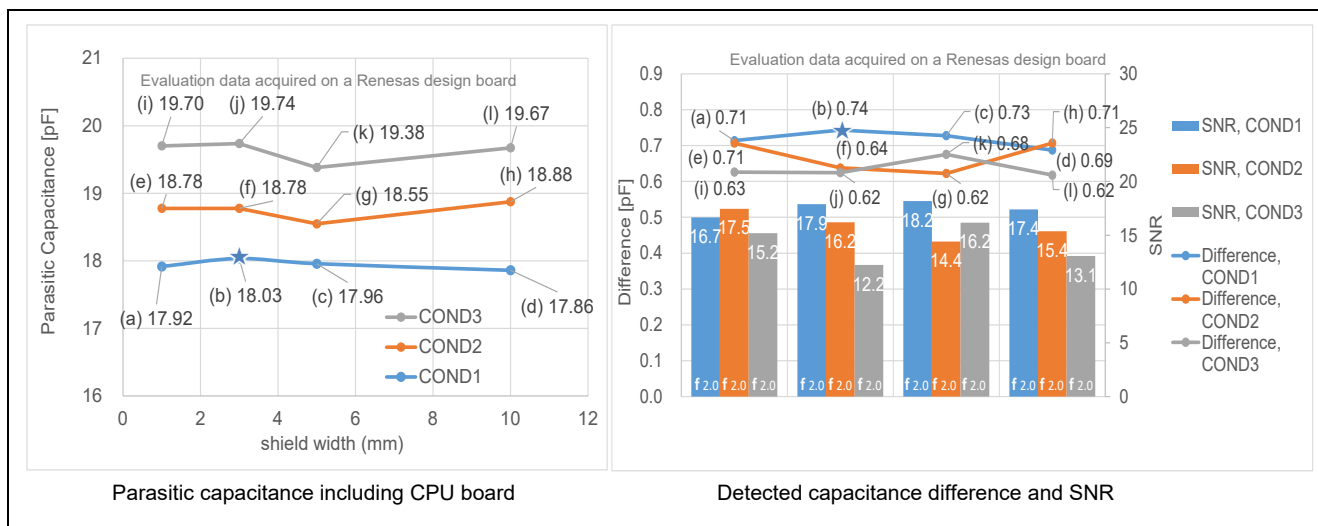 Evaluation data acquired on a Renesas design board
21
20
19
18
17
16
Parasitic Capacitance [pF]
(i) 19.70
(j) 19.74
(k) 19.38
(l) 19.67
(e) 18.78
(f) 18.78
(g) 18.55
(h) 18.88
(a) 17.92
(b) 18.03
(c) 17.96
(d) 17.86
COND3
COND2
COND1
0 2 4 6 8 10 12
shield width (mm)
Parasitic capacitance including CPU board
Evaluation data acquired on a Renesas design board
0.9
0.8
0.7
0.6
0.5
0.4
0.3
0.2
0.1
0.0
Difference [pF]
(a) 0.71
(b) 0.74
(c) 0.73
(h) 0.71
(e) 0.71
(f) 0.64
(k) 0.68
(d) 0.69
(i) 0.63
(j) 0.62
(g) 0.62
(l) 0.62
16.7 17.5 15.2
17.9 16.2 12.2
18.2 14.4 16.2
17.4 15.4 13.1
f 2.0 f 2.0 f 2.0
f 2.0 f 2.0 f 2.0
f 2.0 f 2.0 f 2.0
f 2.0 f 2.0 f 2.0
30
25
20
15
10
5
0
SNR
SNR, COND1
SNR, COND2
SNR, COND3
Difference,
COND1
Difference,
COND2
Difference,
COND3
Detected capacitance difference and SNR